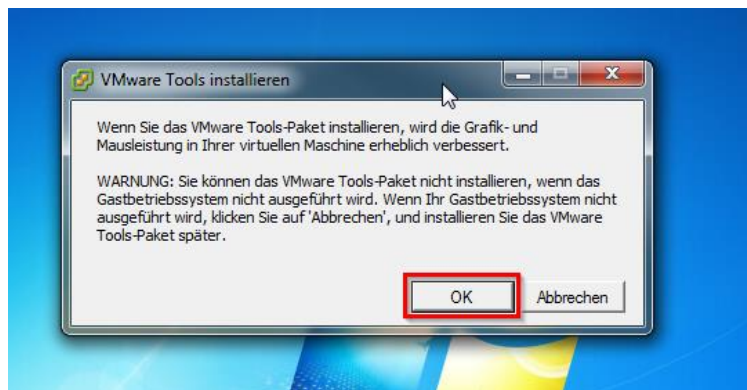 VMware Tools installieren
Wenn Sie das VMware Tools-Paket installieren, wird die Grafik- und
Mausleistung in Ihrer virtuellen Maschine erheblich verbessert.
WARNUNG: Sie können das VMware Tools-Paket nicht installieren, wenn das
Gastbetriebssystem nicht ausgeführt wird. Wenn Ihr Gastbetriebssystem nicht
ausgeführt wird, klicken Sie auf 'Abbrechen', und installieren Sie das VMware
Tools-Paket später.
OK
Abbrechen